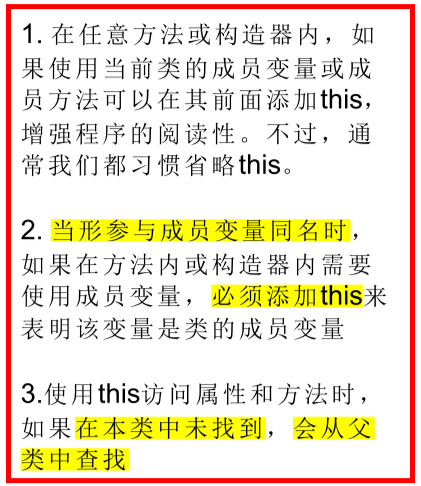 1. 在任意方法或构造器内，如
果使用当前类的成员变量或成
员方法可以在其前面添加this，
增强程序的阅读性。不过，通
常我们都习惯省略this。
2. 当形参与成员变量同名时，
如果在方法内或构造器内需要
使用成员变量，必须添加this来
表明该变量是类的成员变量
3.使用this访问属性和方法时，
如果在本类中未找到，会从父
类中查找